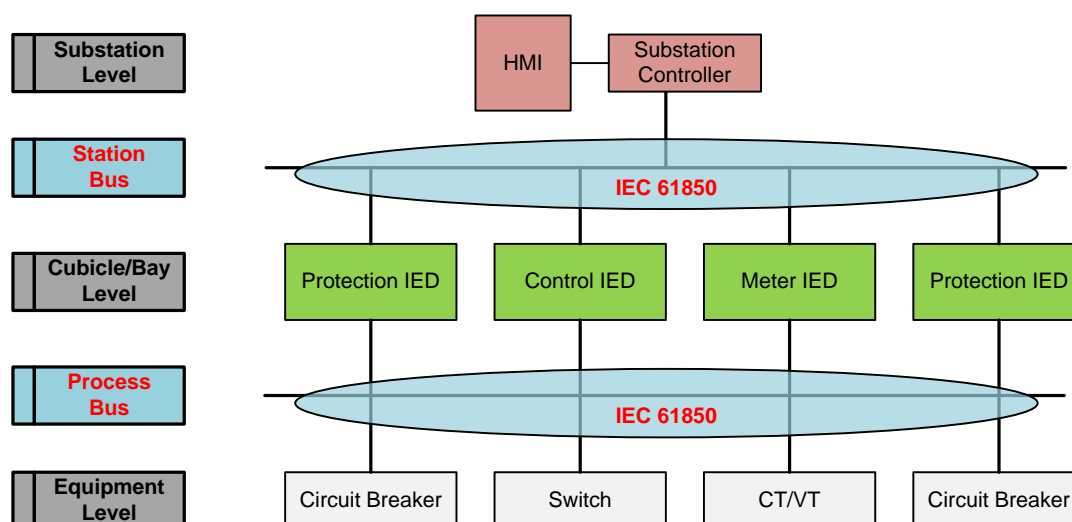 Substation
Level
HMI
Substation
Controller
Station
Bus
IEC 61850
Cubicle/Bay
Level
Protection IED
Control IED
Meter IED
Protection IED
Process
Bus
IEC 61850
Equipment
Level
Circuit Breaker
Switch
CT/VT
Circuit Breaker